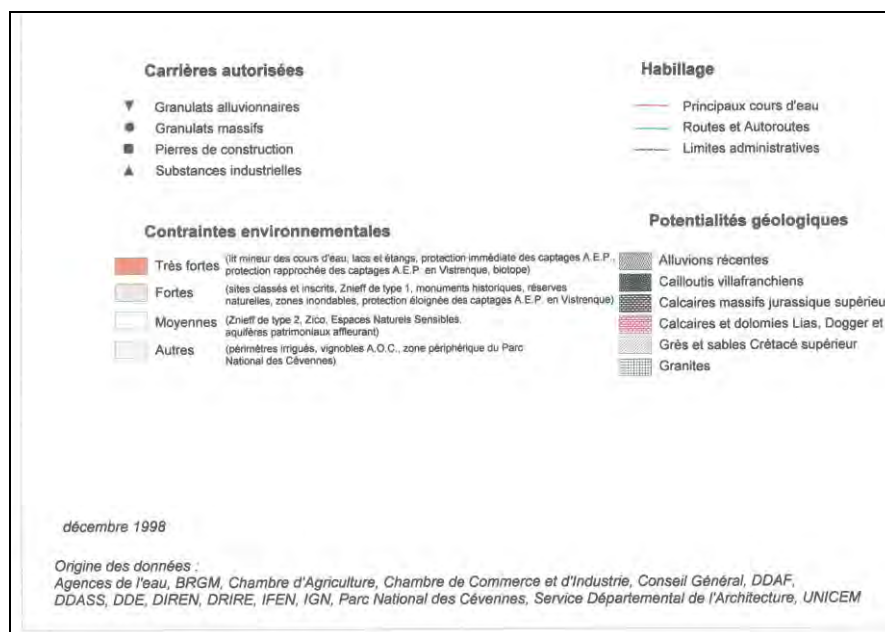 Carrières autorisées
Granulats alluvionnaires
Granulats massifs
Pierres de construction
Substances industrielles
Habillage
Principaux cours d'eau
Routes et Autoroutes
Limites administratives
Contraintes environnementales
Très fortes (lit mineur des cours d'eau, lacs et étangs, protection immédiate des captages A.E.P.,
protection rapprochée des captages A.E.P. en Vistrenque, biotope)
Fortes (sites classés et inscrits, Znieff de type 1, monuments historiques, réserves
naturelles, zones inondables, protection éloignée des captages A.E.P. en Vistrenque)
Moyennes (Znieff de type 2, Zico, Espaces Naturels Sensibles,
aquifères patrimoniaux affleurant)
Autres (périmètres irrigués, vignobles A.O.C., zone périphérique du Parc
National des Cévennes)
Potentialités géologiques
Alluvions récentes
Cailloutis villafranchiens
Calcaires massifs jurassique supérieu
Calcaires et dolomies Lias, Dogger et
Grès et sables Crétacé supérieur
Granites
décembre 1998
Origine des données :
Agences de l'eau, BRGM, Chambre d'Agriculture, Chambre de Commerce et d'Industrie, Conseil Général, DDAF,
DDASS, DDE, DIREN, DRIRE, IFEN, IGN, Parc National des Cévennes, Service Départemental de l'Architecture, UNICEM